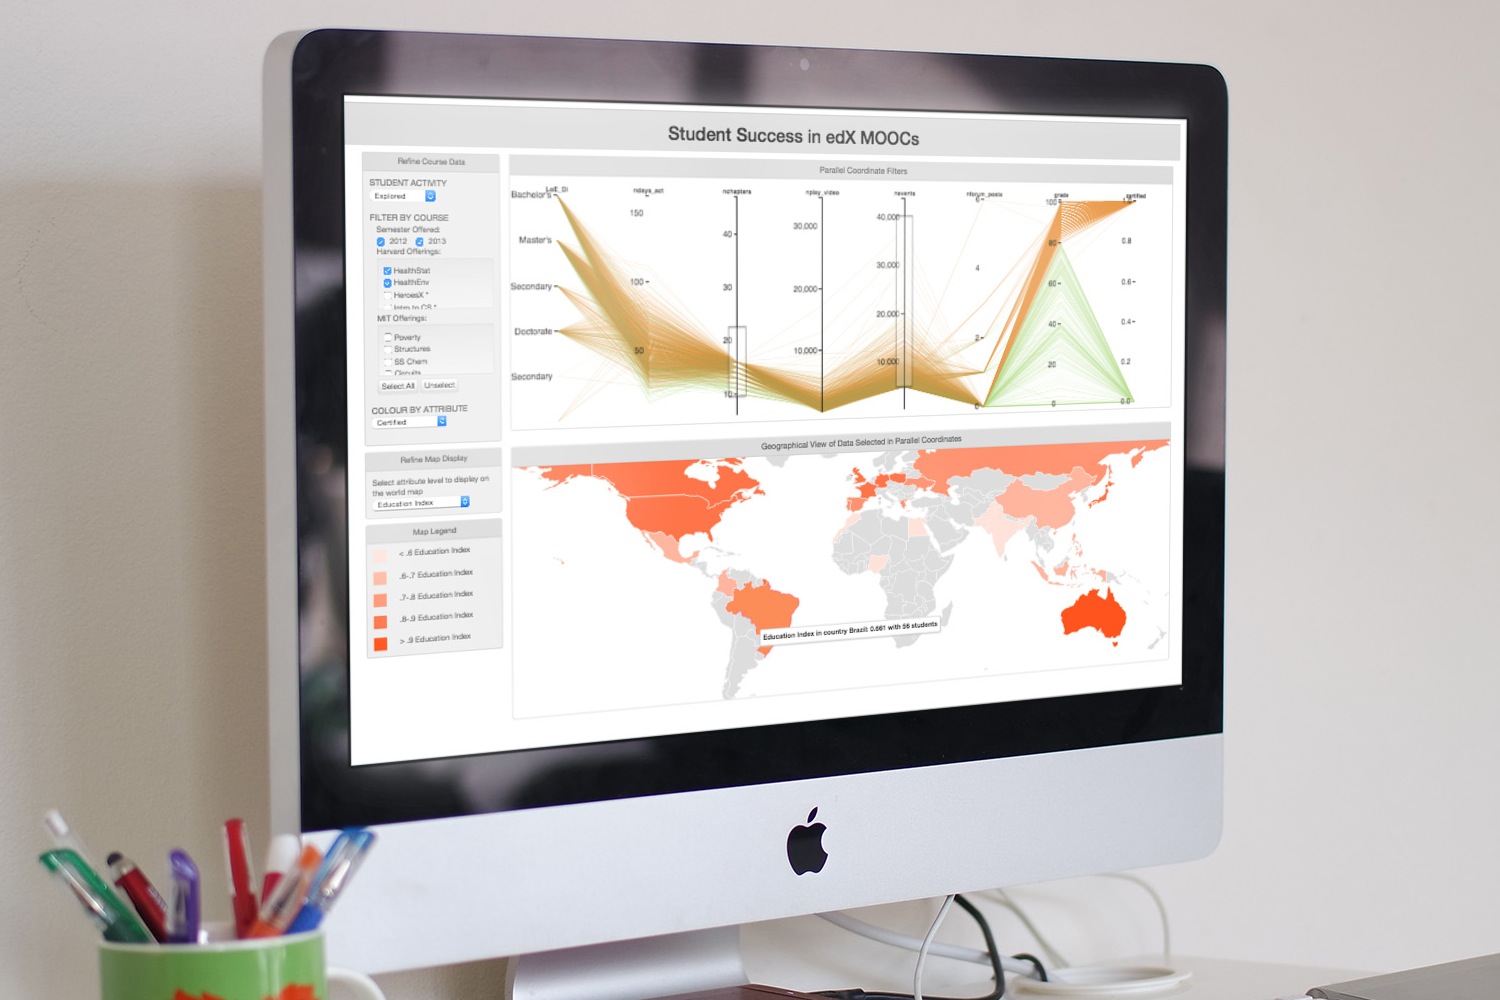 Student Success in edX MOOCs
Refine Course Data
STUDENT ACTIVITY
Explored
FILTER BY COURSE
Semester Offered:
2012 2013
Harvard Offerings:
HealthStat
HealthEnv
HeroesX *
Intro to CS *
MIT Offerings:
Poverty
Structures
SS Chem
Circuits
Select All Unselect
COLOUR BY ATTRIBUTE
Certified
Refine Map Display
Select attribute level to display on
the world map
Education Index
Map Legend
< .6 Education Index
.6-.7 Education Index
.7-.8 Education Index
.8-.9 Education Index
> .9 Education Index
Parallel Coordinate Filters
LoE_DI ndays_act nchapters nplay_video nevents nforum_posts grade certified
Bachelor's
Master's
Secondary
Doctorate
Secondary
150
100
50
40
30
20
10
30,000
20,000
10,000
40,000
30,000
20,000
10,000
6
4
2
0
100
80
60
40
20
0
1.0
0.8
0.6
0.4
0.2
0.0
Geographical View of Data Selected in Parallel Coordinates
Education Index in country Brazil: 0.661 with 56 students